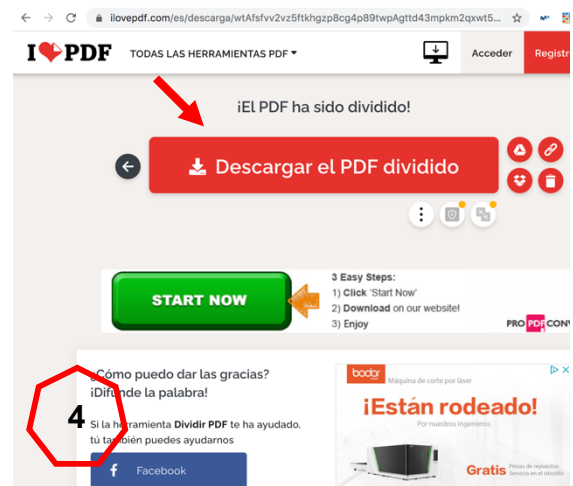 ilovepdf.com/es/descarga/wtAfsfvv2vz5ftkhgzp8cg4p89twpAgttd43mpkm2qxwt5...
I PDF
TODAS LAS HERRAMIENTAS PDF
Acceder
Registr
¡El PDF ha sido dividido!
Descargar el PDF dividido
START NOW
3 Easy Steps:
1) Click 'Start Now'
2) Download on our website!
3) Enjoy
PRO PDF CONV
¿Cómo puedo dar las gracias?
¡Difunde la palabra!
4
Si la herramienta Dividir PDF te ha ayudado,
tú también puedes ayudarnos
Facebook
bodor
Máquina de corte por láser
¡Están rodeado!
Por nuestros ingenieros
Gratis
Piezas de repuestos
Servicio en el sitio